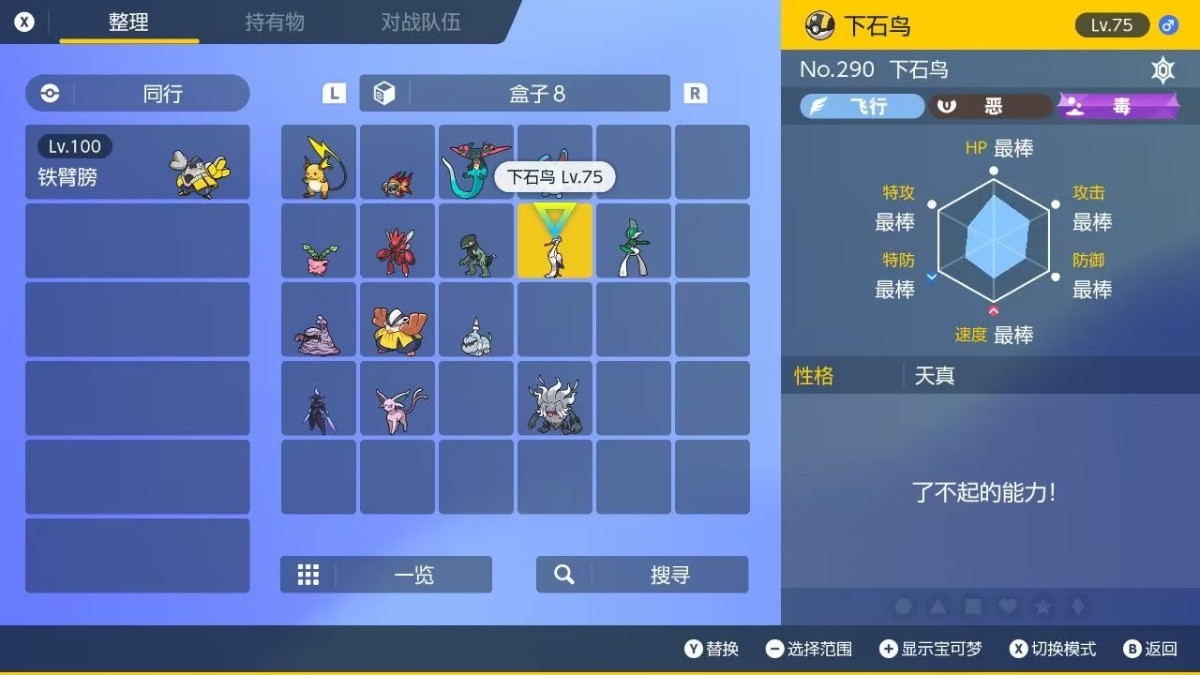 X 整理 持有物 对战队伍
同行
L 盒子8 R
Lv.100
铁臂膀
下石鸟 Lv.75
一览 搜寻
下石鸟 Lv.75
No.290 下石鸟
飞行 恶 毒
HP 最棒
特攻 最棒
攻击 最棒
特防 最棒
防御 最棒
速度 最棒
性格 天真
了不起的能力!
Y 替换 选择范围 显示宝可梦 X 切换模式 B 返回